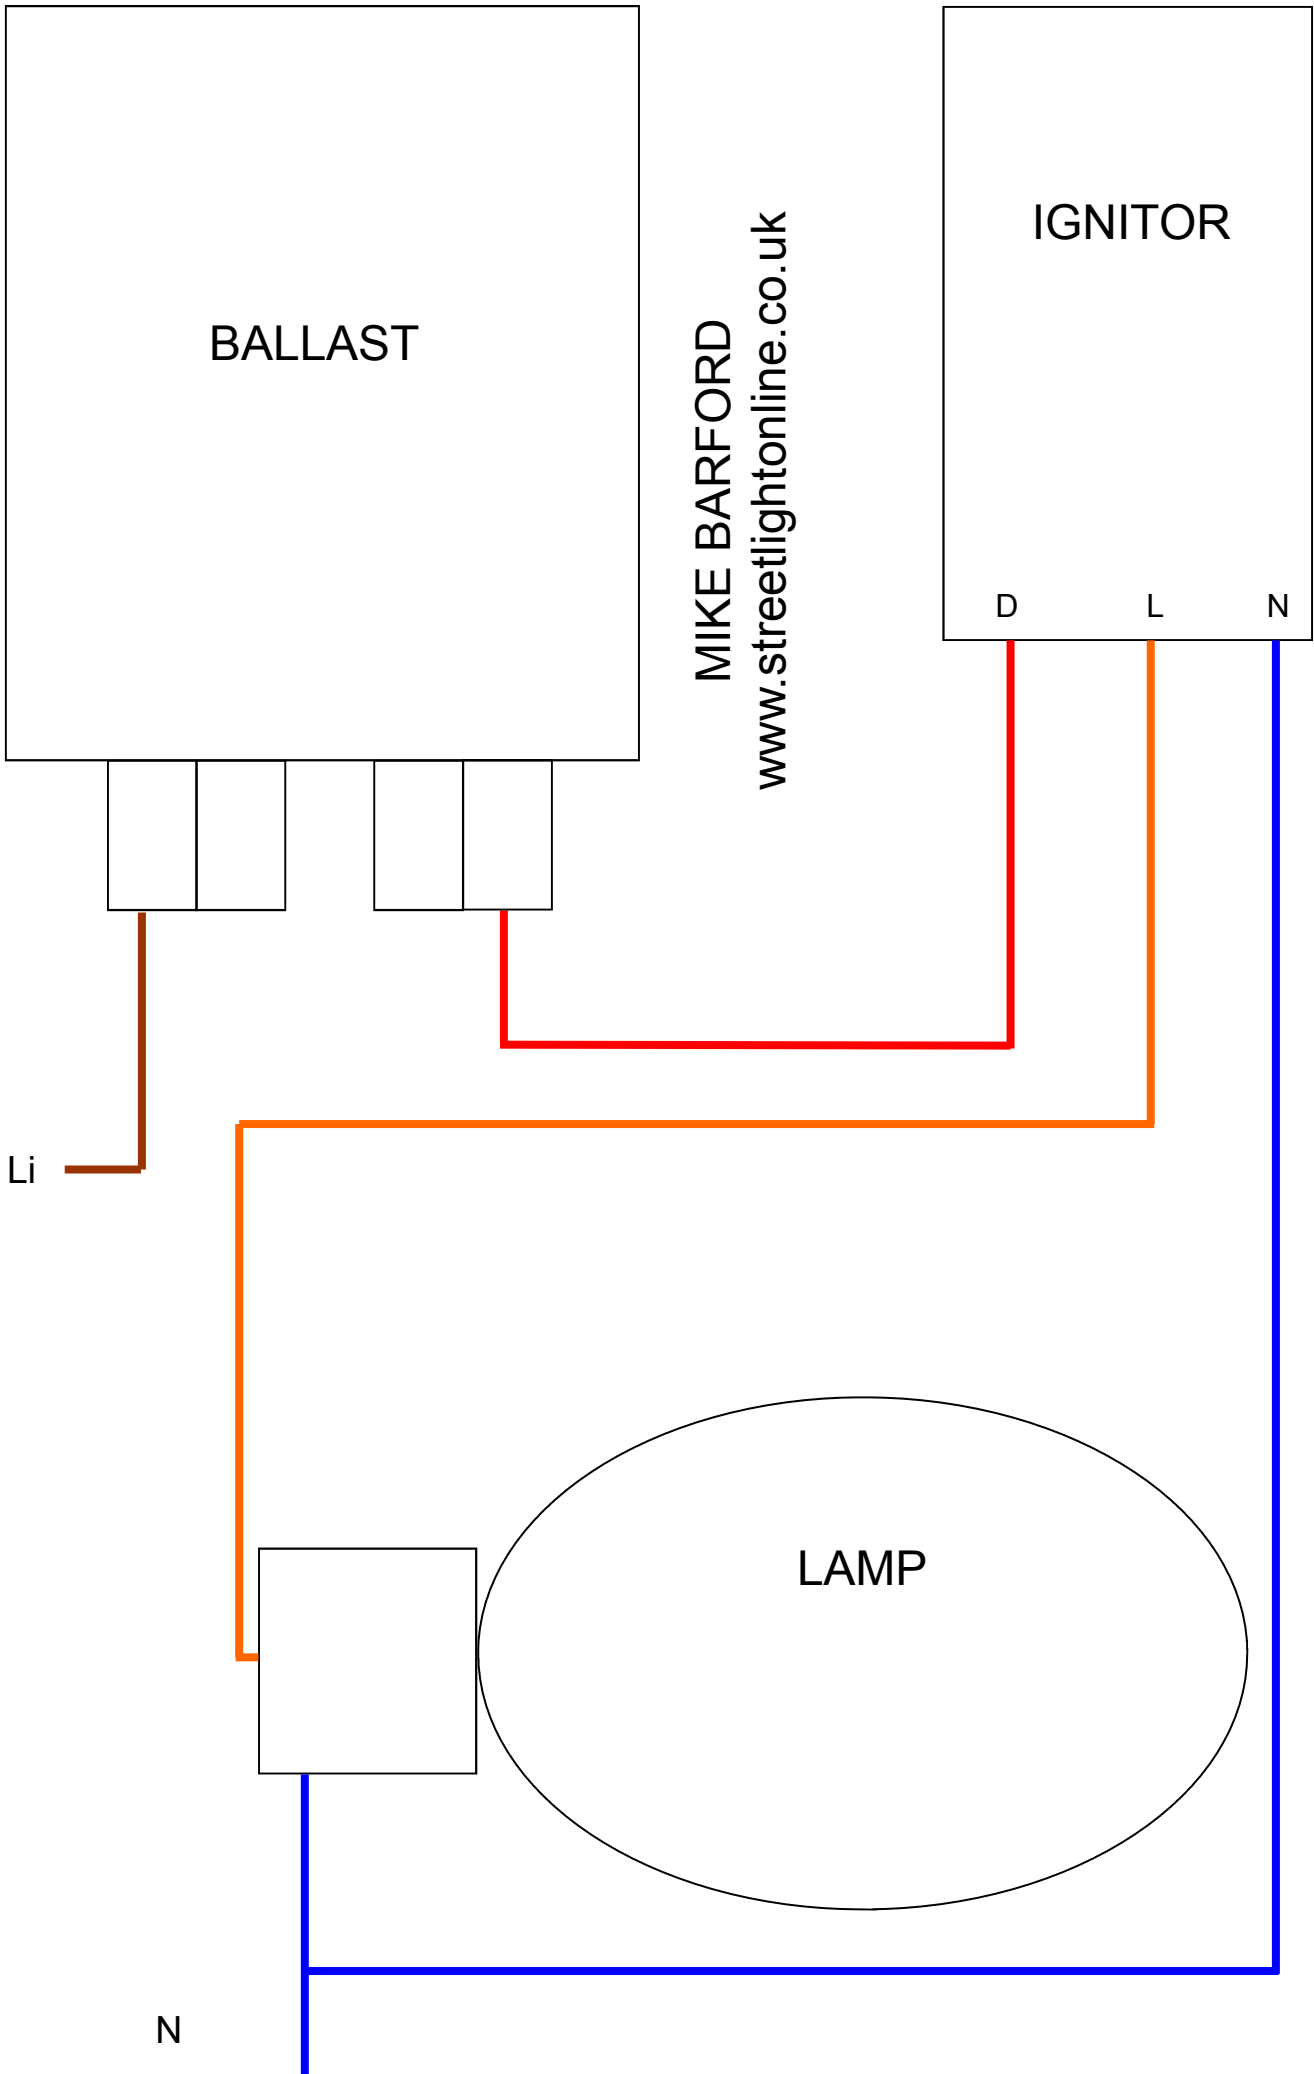 BALLAST
IGNITOR
MIKE BARFORD
www.streetlightonline.co.uk
D L N
Li
LAMP
N